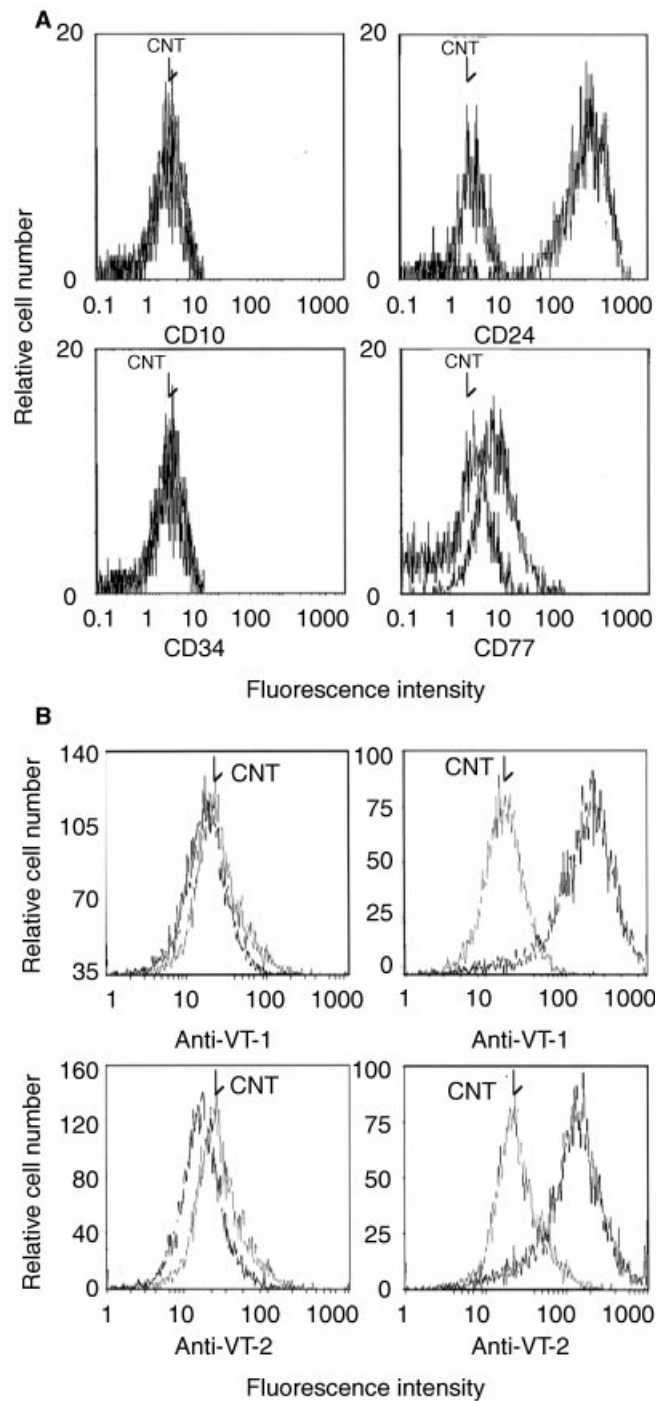 A
20
CNT
0
0.1 1 10 100 1000
CD10
CNT
0.1 1 10 100 1000
CD24
20
CNT
0
0.1 1 10 100 1000
CD34
20
CNT
0
0.1 1 10 100 1000
CD77
20
0
Relative cell number
Fluorescence intensity
B
140
105
70
35
Relative cell number
CNT
1 10 100 1000
Anti-VT-1
100
75
50
25
0
CNT
1 10 100 1000
Anti-VT-1
160
120
80
40
0
Relative cell number
CNT
1 10 100 1000
Anti-VT-2
100
75
50
25
0
CNT
1 10 100 1000
Anti-VT-2
Fluorescence intensity